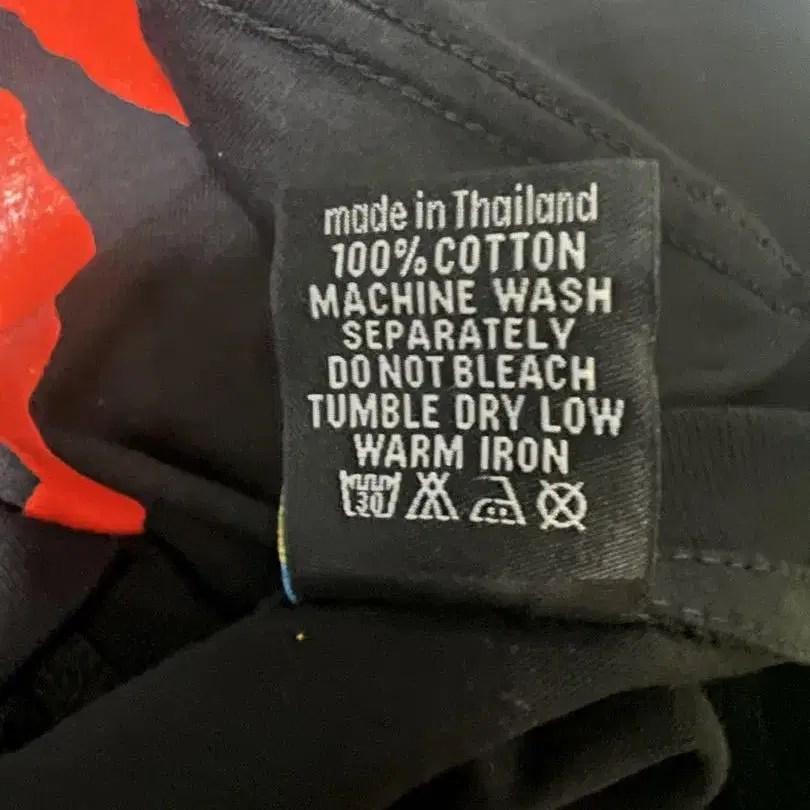 made in Thailand
100% COTTON
MACHINE WASH
SEPARATELY
DO NOT BLEACH
TUMBLE DRY LOW
WARM IRON
30